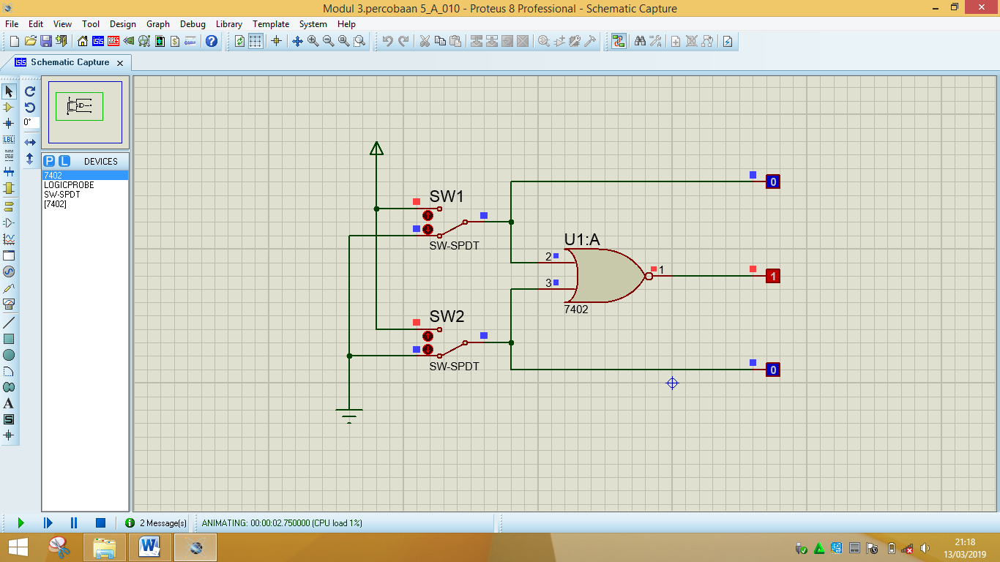 Modul 3.percobaan 5_A_010 - Proteus 8 Professional - Schematic Capture
File Edit View Tool Design Graph Debug Library Template System Help
Schematic Capture
0°
LBL
P L DEVICES
7402
LOGICPROBE
SW-SPDT
[7402]
A
S
SW1
SW-SPDT
SW2
SW-SPDT
U1:A
2
3
1
7402
0
1
0
2 Message(s)
ANIMATING: 00:00:02.750000 (CPU load 1%)
21:18
13/03/2019